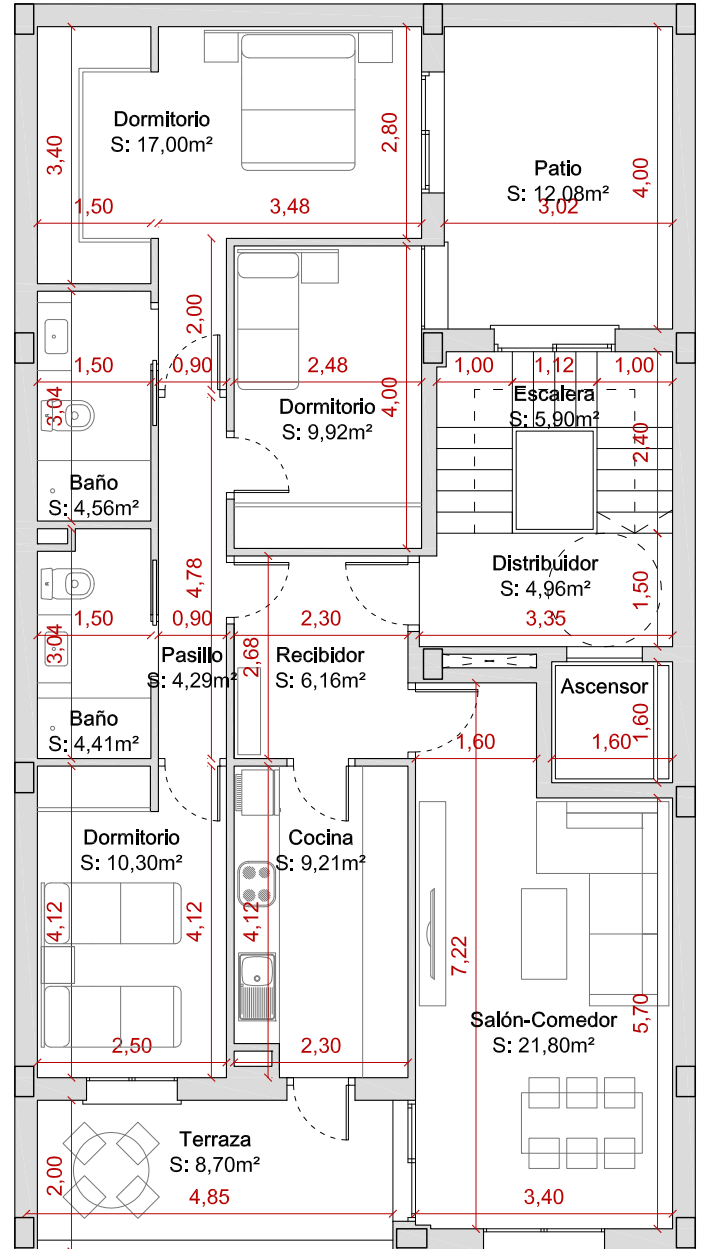 Dormitorio
S: 17,00m²
2,80
3,40
1,50
3,48
Patio
S: 12,08m²
3,02
4,00
2,00
1,50
0,90
2,48
3,04
4,00
Dormitorio
S: 9,92m²
1,00
1,12
1,00
Escalera
S: 5,90m²
2,40
Baño
S: 4,56m²
4,78
Distribuidor
S: 4,96m²
1,50
3,35
1,50
0,90
2,30
3,04
2,68
Pasillo
S: 4,29m²
Recibidor
S: 6,16m²
Ascensor
1,60
1,60
1,60
Baño
S: 4,41m²
Dormitorio
S: 10,30m²
Cocina
S: 9,21m²
4,12
4,12
4,12
7,22
5,70
Salón-Comedor
S: 21,80m²
2,50
2,30
Terraza
S: 8,70m²
2,00
4,85
3,40